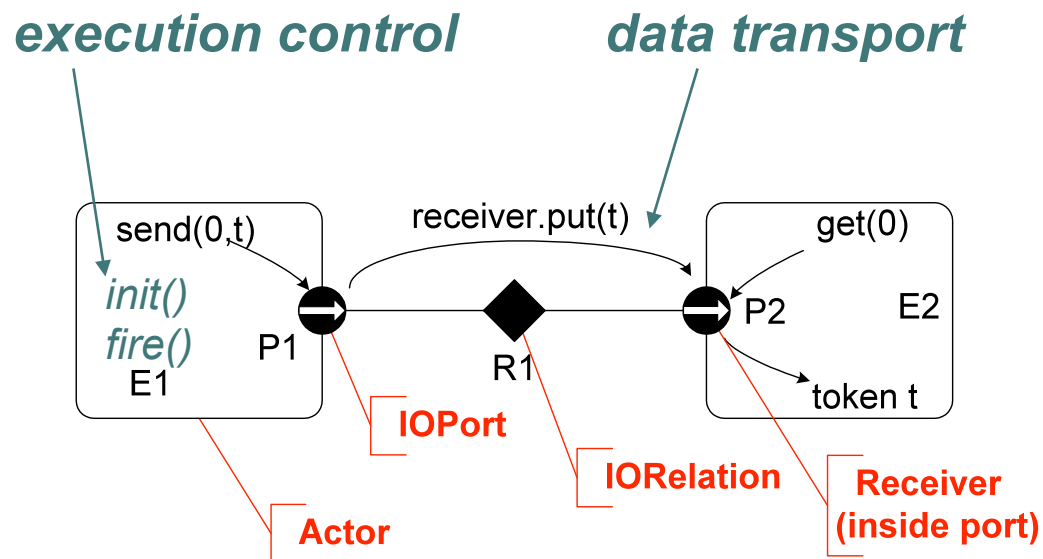 execution control
data transport
send(0,t)
receiver.put(t)
get(0)
init()
fire()
E1
P1
R1
P2
E2
token t
IOPort
IORelation
Receiver
(inside port)
Actor